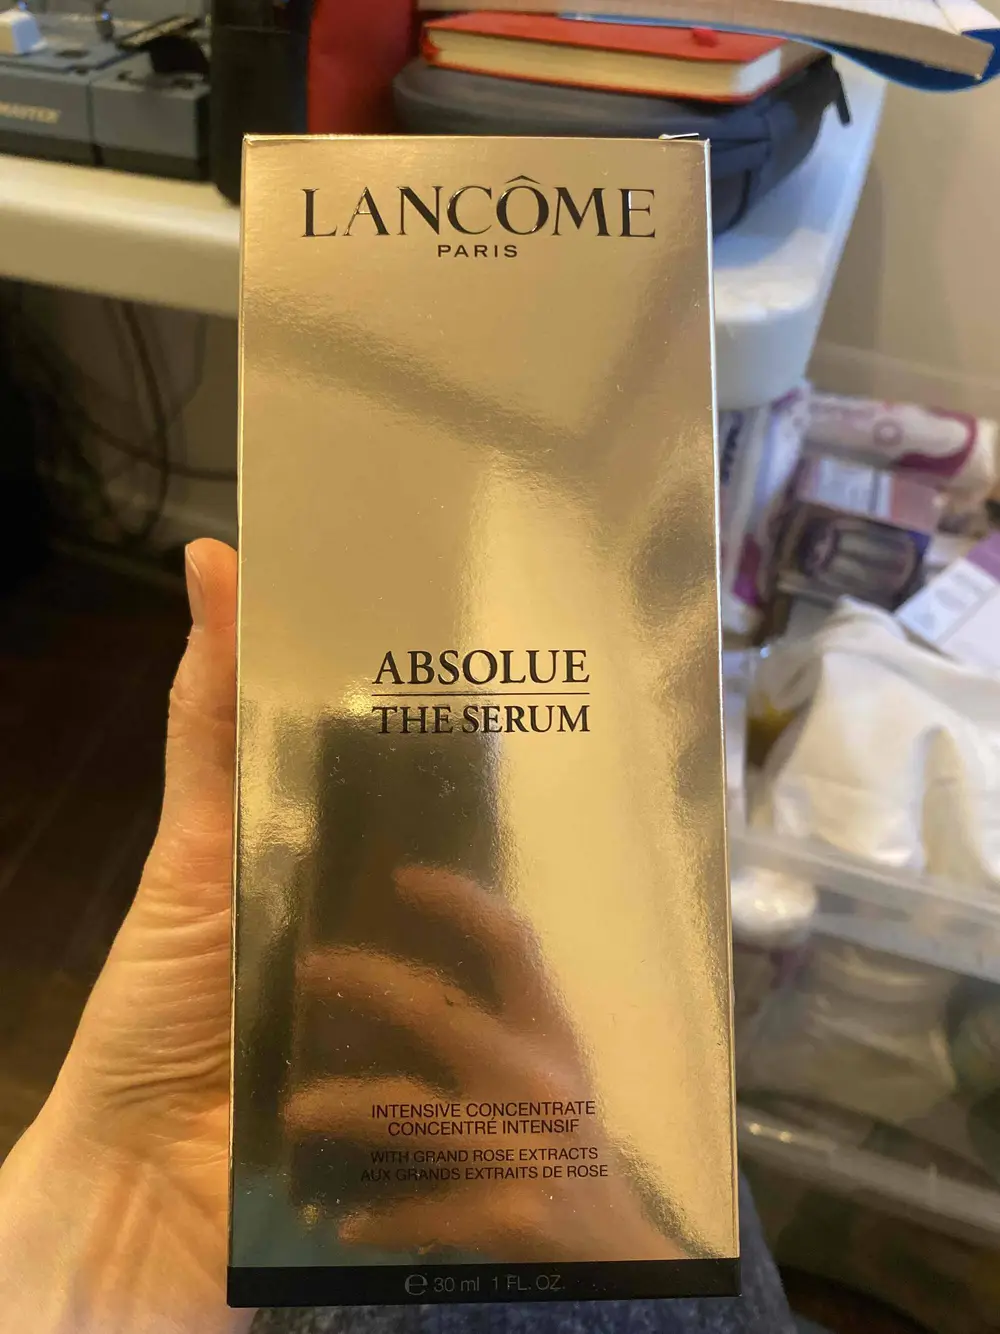 LANCÔME
PARIS
ABSOLUE
THE SERUM
INTENSIVE CONCENTRATE
CONCENTRÉ INTENSIF
WITH GRAND ROSE EXTRACTS
AUX GRANDS EXTRAITS DE ROSE
℮ 30 ml 1 FL. OZ.